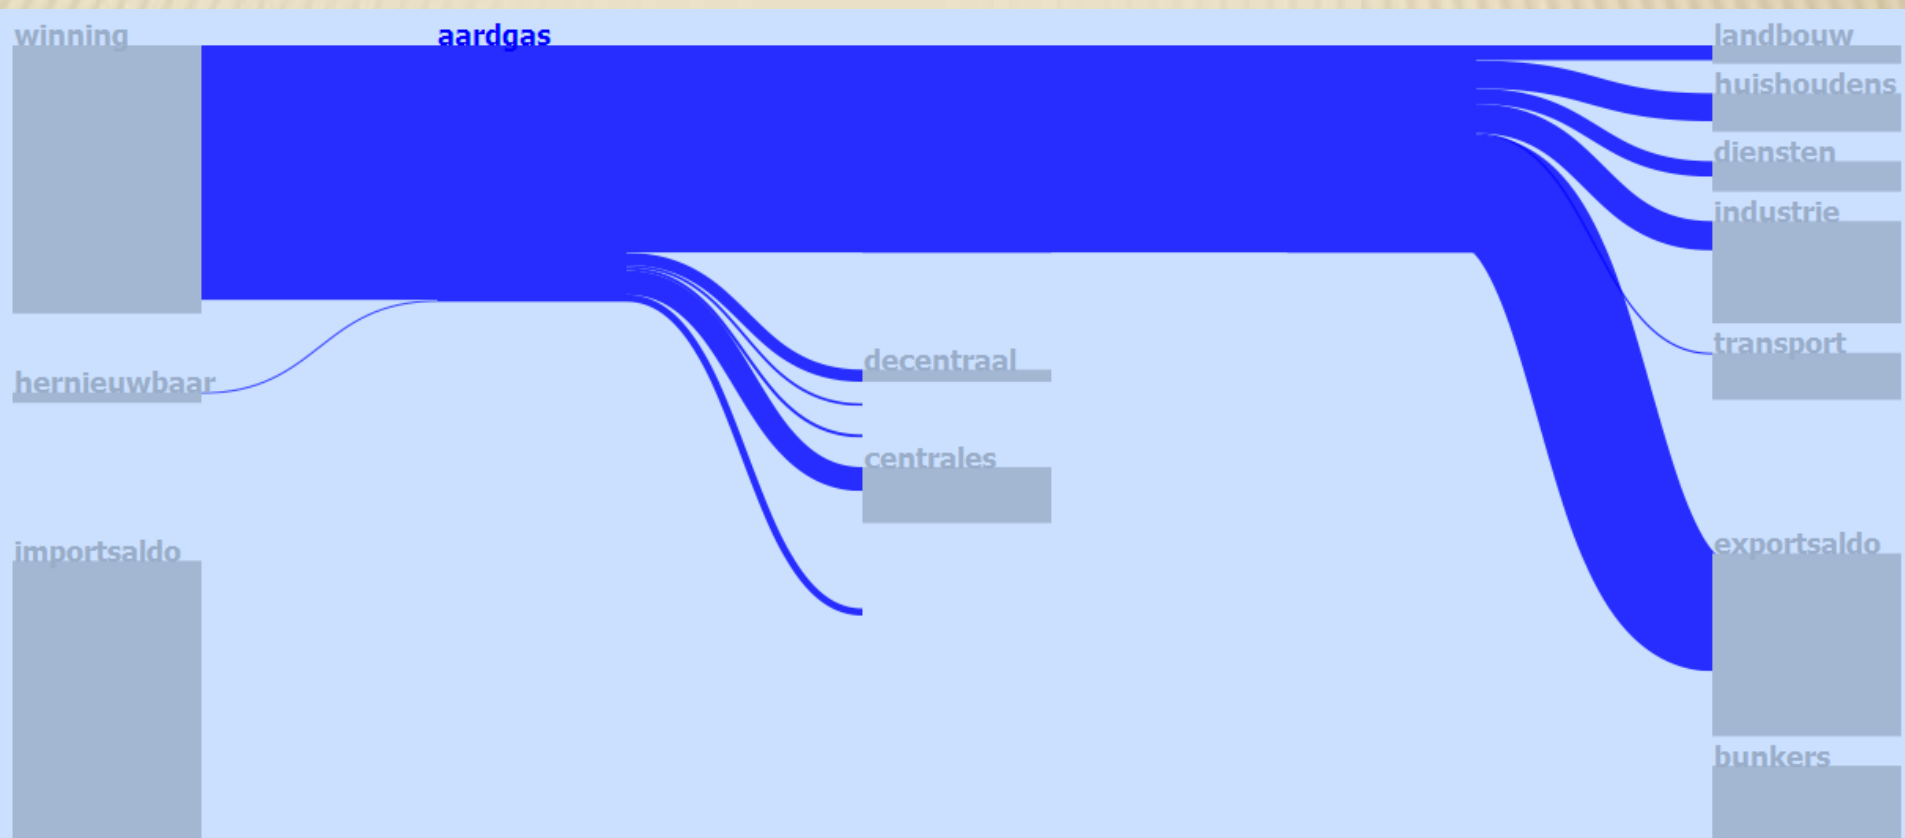 winning
aardgas
landbouw
huishoudens
diensten
industrie
transport
decentraal
hernieuwbaar
centrales
importsaldo
exportsaldo
bunkers